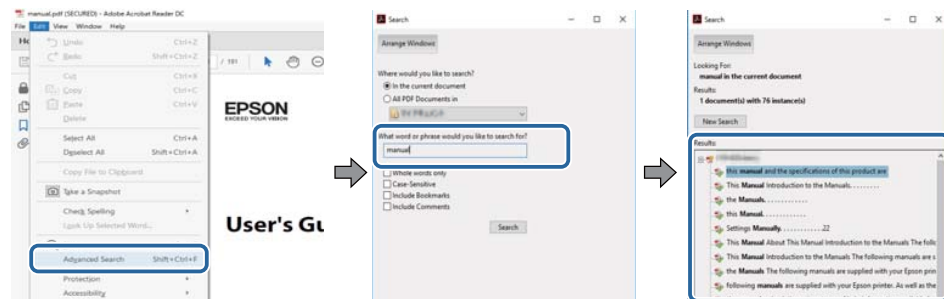 manual.pdf (SECURED) - Adobe Acrobat Reader DC
File Edit View Window Help
Undo Ctrl+Z
Redo Shift+Ctrl+Z
Cut Ctrl+X
Copy Ctrl+C
Paste Ctrl+V
Delete
Select All Ctrl+A
Deselect All Shift+Ctrl+A
Copy File to Clipboard
Take a Snapshot
Check Spelling
Look Up Selected Word...
Advanced Search Shift+Ctrl+F
Protection
Accessibility
/ 191
EPSON
EXCEED YOUR VISION
User's Gu
Search
Arrange Windows
Where would you like to search?
In the current document
All PDF Documents in
What word or phrase would you like to search for?
manual
Whole words only
Case-Sensitive
Include Bookmarks
Include Comments
Search
Search
Arrange Windows
Looking For:
manual in the current document
Results:
1 document(s) with 76 instance(s)
New Search
Results:
this manual and the specifications of this product are
This Manual Introduction to the Manuals.........
the Manuals.............
this Manual.............
Settings Manually............22
This Manual About This Manual Introduction to the Manuals The follo
This Manual Introduction to the Manuals The following manuals are s
the Manuals The following manuals are supplied with your Epson prin
following manuals are supplied with your Epson printer. As well as the